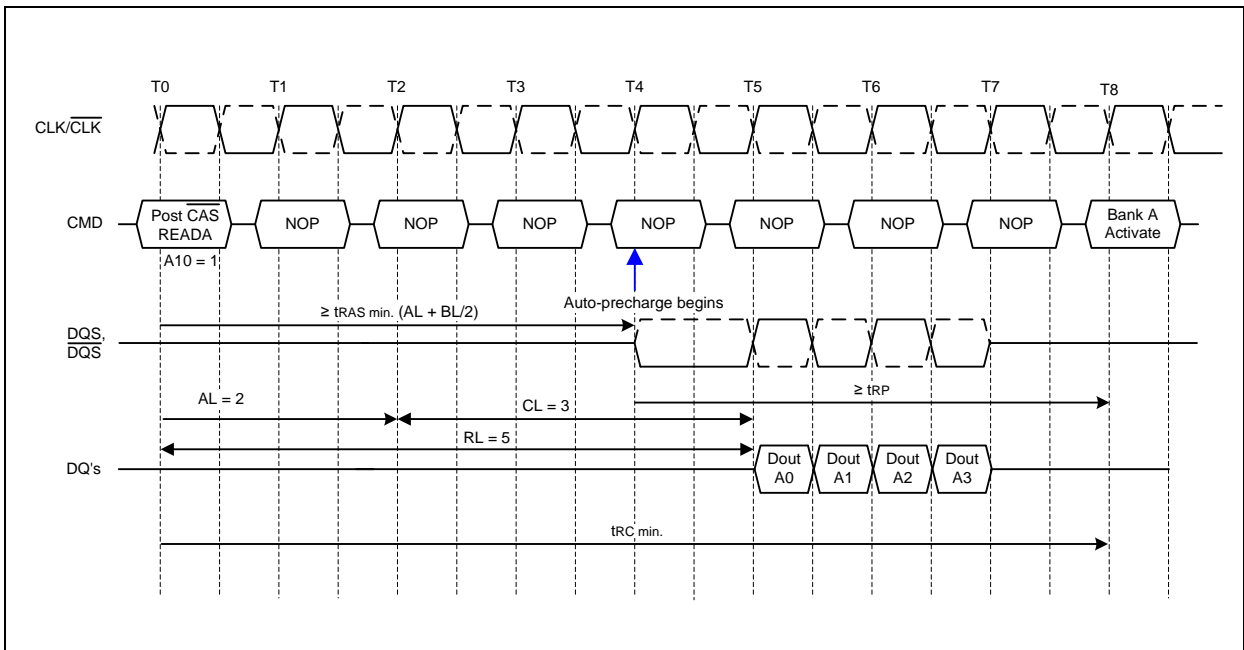 T0 T1 T2 T3 T4 T5 T6 T7 T8
CLK/CLK
CMD
Post CAS
READA
NOP NOP NOP NOP NOP NOP NOP
Bank A
Activate
A10 = 1
Auto-precharge begins
≥ tRAS min. (AL + BL/2)
DQS,
DQS
≥ tRP
AL = 2
CL = 3
RL = 5
DQ's
Dout
A0
Dout
A1
Dout
A2
Dout
A3
tRC min.